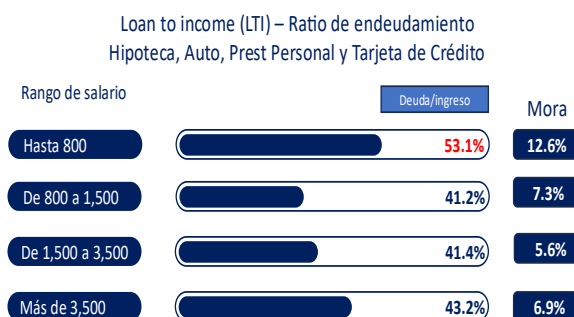 Loan to income (LTI) – Ratio de endeudamiento
Hipoteca, Auto, Prest Personal y Tarjeta de Crédito
Rango de salario Deuda/ingreso Mora
Hasta 800 53.1% 12.6%
De 800 a 1,500 41.2% 7.3%
De 1,500 a 3,500 41.4% 5.6%
Más de 3,500 43.2% 6.9%